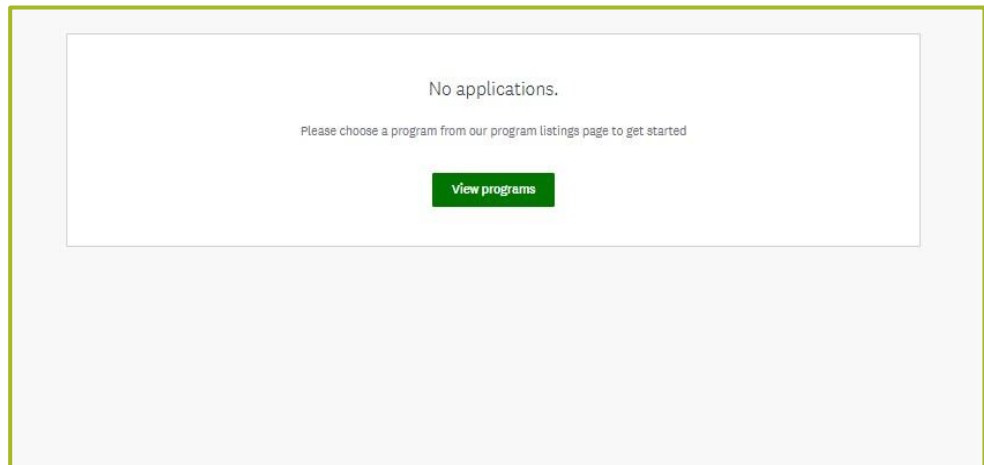 No applications.
Please choose a program from our program listings page to get started
View programs